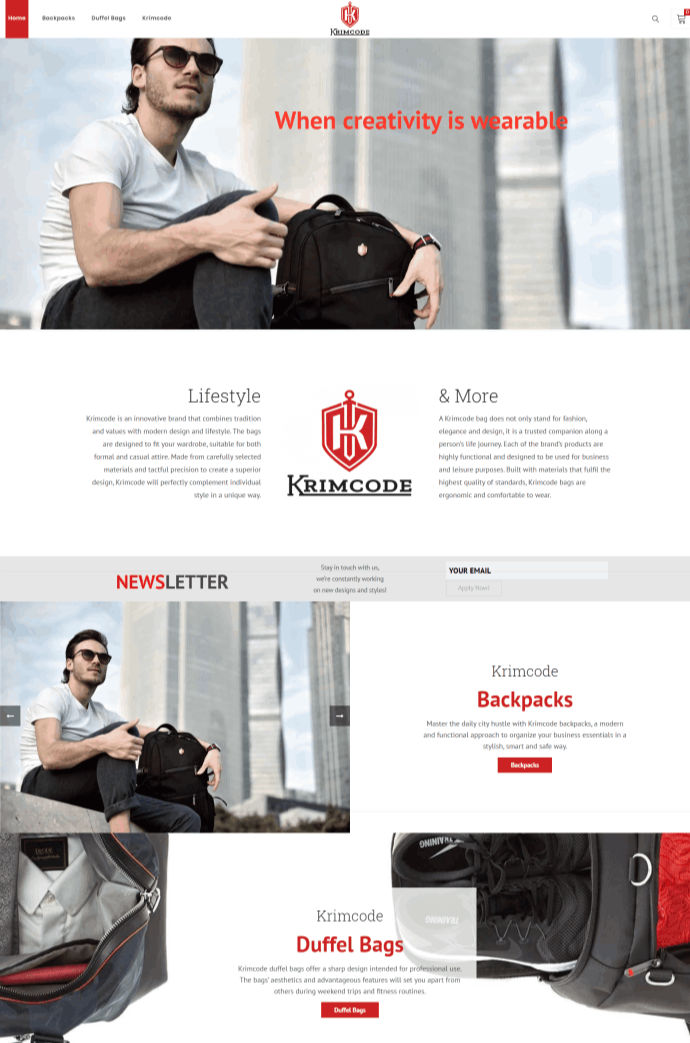 Home Backpacks Duffel Bags Krimcode
KRIMCODE
0
When creativity is wearable
Lifestyle
Krimcode is an innovative brand that combines tradition
and values with modern design and lifestyle. The bags
are designed to fit your wardrobe, suitable for both
formal and casual attire. Made from carefully selected
materials and tactful precision to create a superior
design, Krimcode will perfectly complement individual
style in a unique way.
KRIMCODE
& More
A Krimcode bag does not only stand for fashion,
elegance and design, it is a trusted companion along a
person's life journey. Each of the brand's products are
highly functional and designed to be used for business
and leisure purposes. Built with materials that fulfil the
highest quality of standards, Krimcode bags are
ergonomic and comfortable to wear.
NEWSLETTER
Stay in touch with us,
we're constantly working
on new designs and styles!
YOUR EMAIL
Apply Now!
Krimcode
Backpacks
Master the daily city hustle with Krimcode backpacks, a modern
and functional approach to organize your business essentials in a
stylish, smart and safe way.
Backpacks
TRAINING
TRAINING
Krimcode
Duffel Bags
Krimcode duffel bags offer a sharp design intended for professional use.
The bags' aesthetics and advantageous features will set you apart from
others during weekend trips and fitness routines.
Duffel Bags